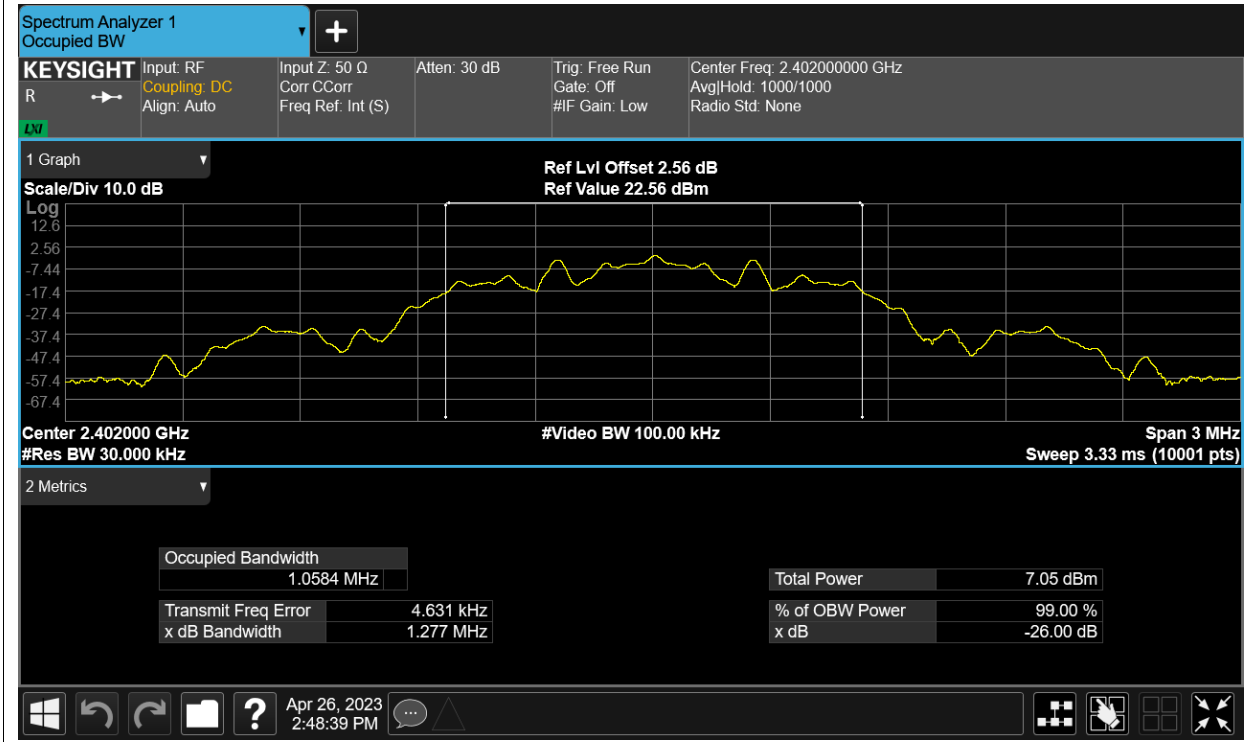 Spectrum Analyzer 1
Occupied BW
KEYSIGHT
R
LXI
Input: RF
Coupling: DC
Align: Auto
Input Z: 50 Ω
Corr CCorr
Freq Ref: Int (S)
Atten: 30 dB
Trig: Free Run
Gate: Off
#IF Gain: Low
Center Freq: 2.402000000 GHz
Avg|Hold: 1000/1000
Radio Std: None
1 Graph
Scale/Div 10.0 dB
Ref Lvl Offset 2.56 dB
Ref Value 22.56 dBm
Log
12.6
2.56
-7.44
-17.4
-27.4
-37.4
-47.4
-57.4
-67.4
Center 2.402000 GHz
#Res BW 30.000 kHz
#Video BW 100.00 kHz
Span 3 MHz
Sweep 3.33 ms (10001 pts)
2 Metrics
Occupied Bandwidth
1.0584 MHz
Transmit Freq Error 4.631 kHz
x dB Bandwidth 1.277 MHz
Total Power 7.05 dBm
% of OBW Power 99.00 %
x dB -26.00 dB
?
Apr 26, 2023
2:48:39 PM